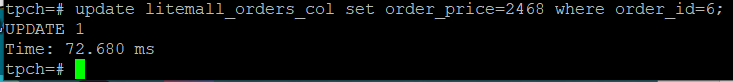 tpch=# update litemall_orders_col set order_price=2468 where order_id=6;
UPDATE 1
Time: 72.680 ms
tpch=#